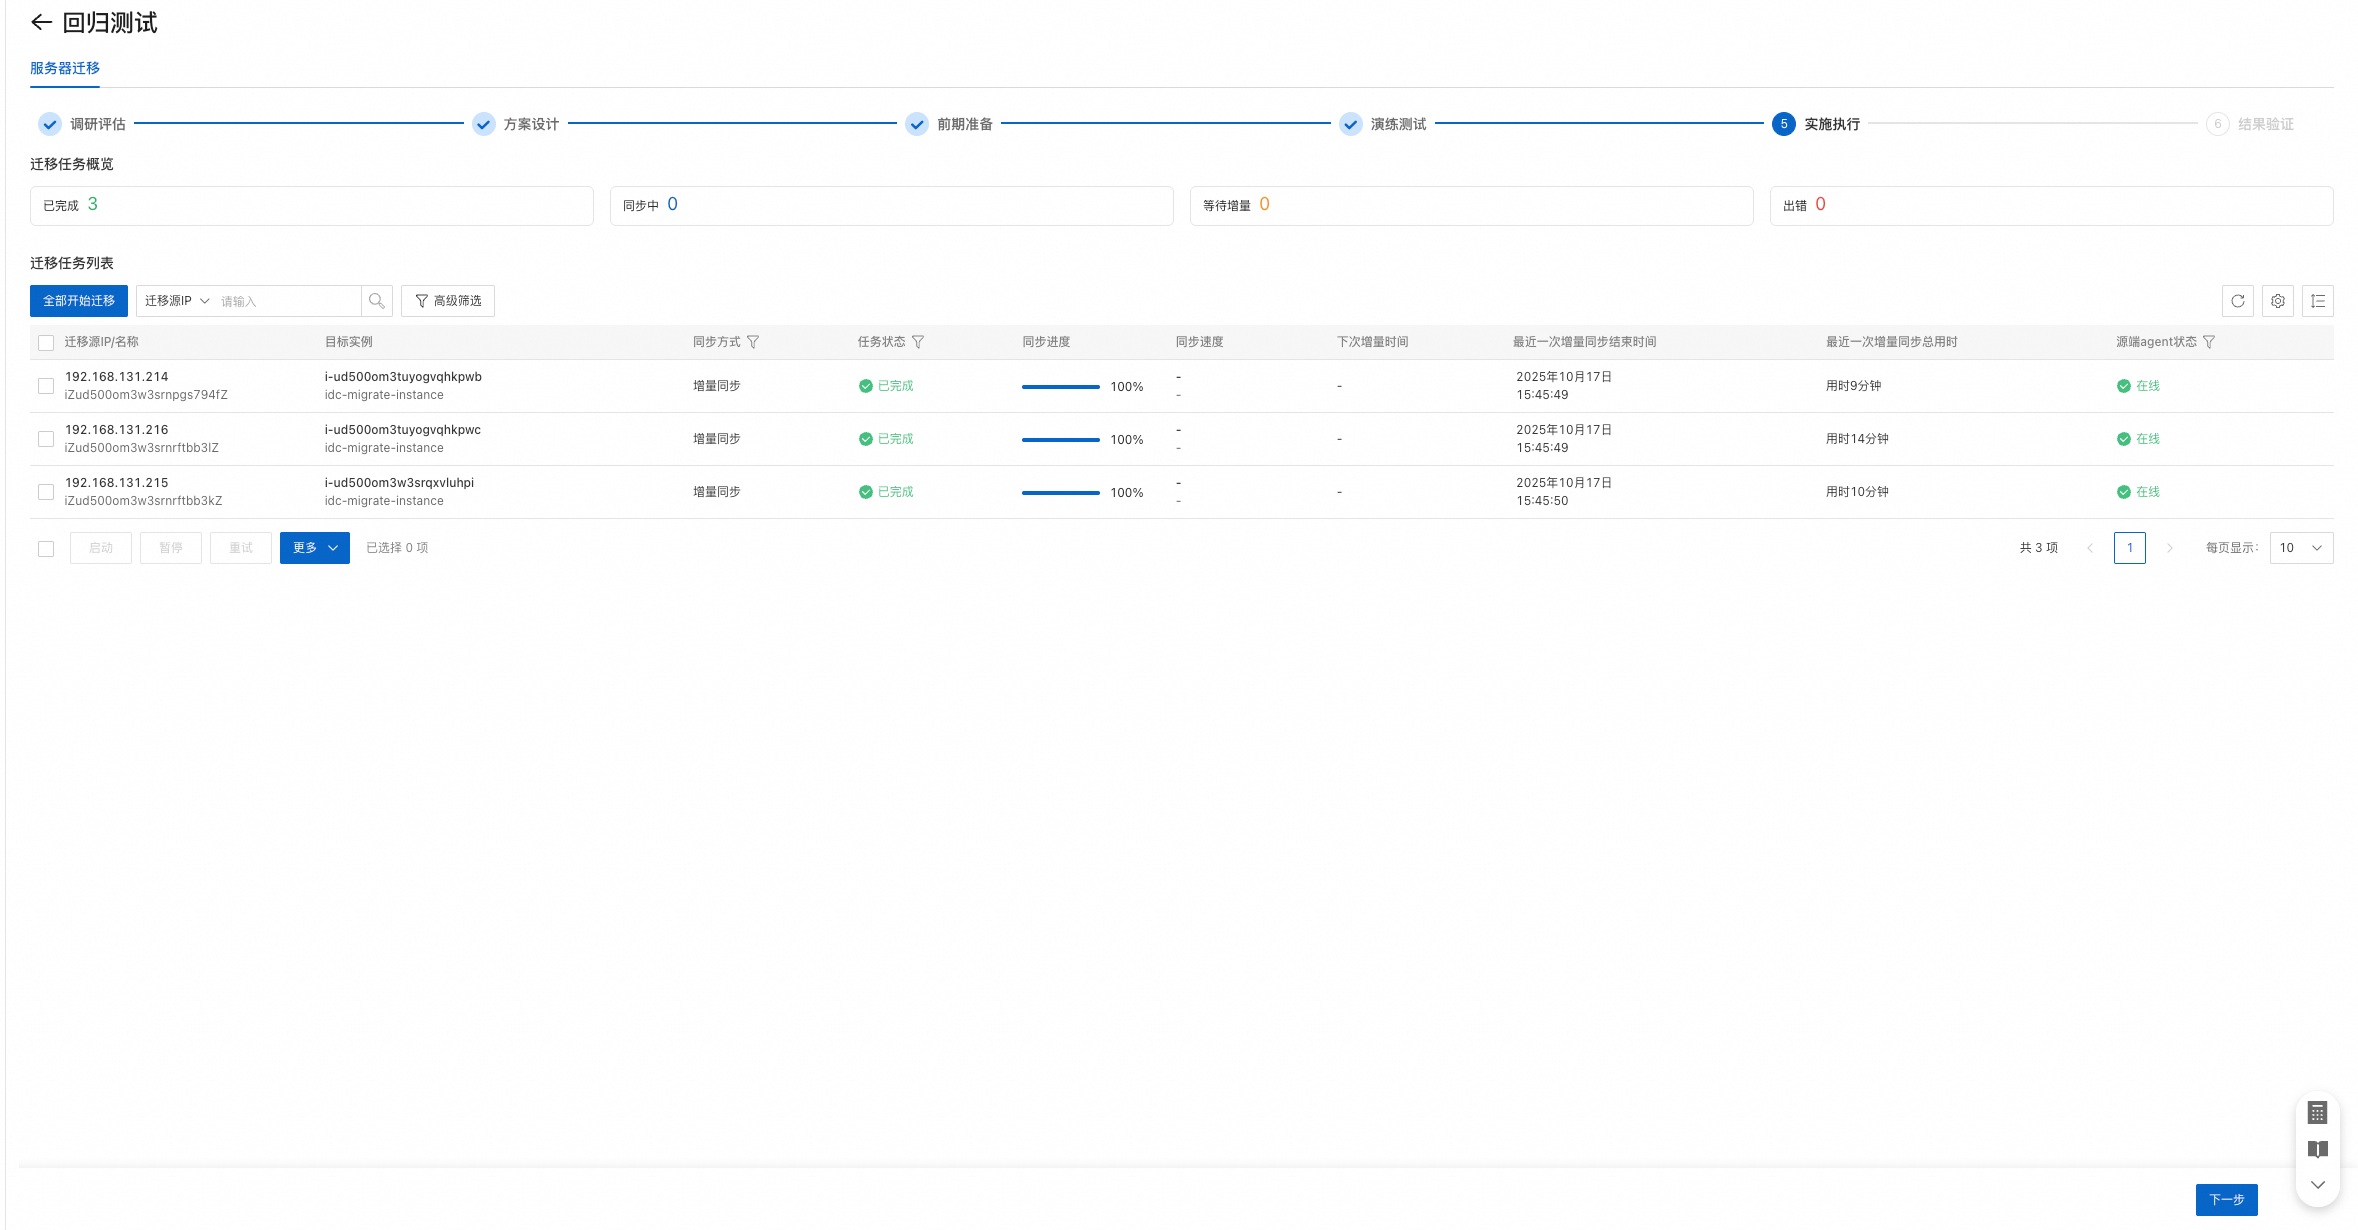 回归测试
服务器迁移
调研评估 方案设计 前期准备 演练测试 5 实施执行 6 结果验证
迁移任务概览
已完成 3 同步中 0 等待增量 0 出错 0
迁移任务列表
全部开始迁移 迁移源IP 请输入 高级筛选
迁移源IP/名称 目标实例 同步方式 任务状态 同步进度 同步速度 下次增量时间 最近一次增量同步结束时间 最近一次增量同步总用时 源端agent状态
192.168.131.214 i-ud500om3tuyogvqhkpwb 增量同步 已完成 100% - - 2025年10月17日 用时9分钟 在线
iZud500om3w3srnpgs794fZ idc-migrate-instance - 15:45:49
192.168.131.216 i-ud500om3tuyogvqhkpwc 增量同步 已完成 100% - - 2025年10月17日 用时14分钟 在线
iZud500om3w3srnrftbb3lZ idc-migrate-instance - 15:45:49
192.168.131.215 i-ud500om3w3srqxvluhpi 增量同步 已完成 100% - - 2025年10月17日 用时10分钟 在线
iZud500om3w3srnrftbb3kZ idc-migrate-instance - 15:45:50
启动 暂停 重试 更多 已选择 0 项 共 3 项 1 每页显示: 10
下一步